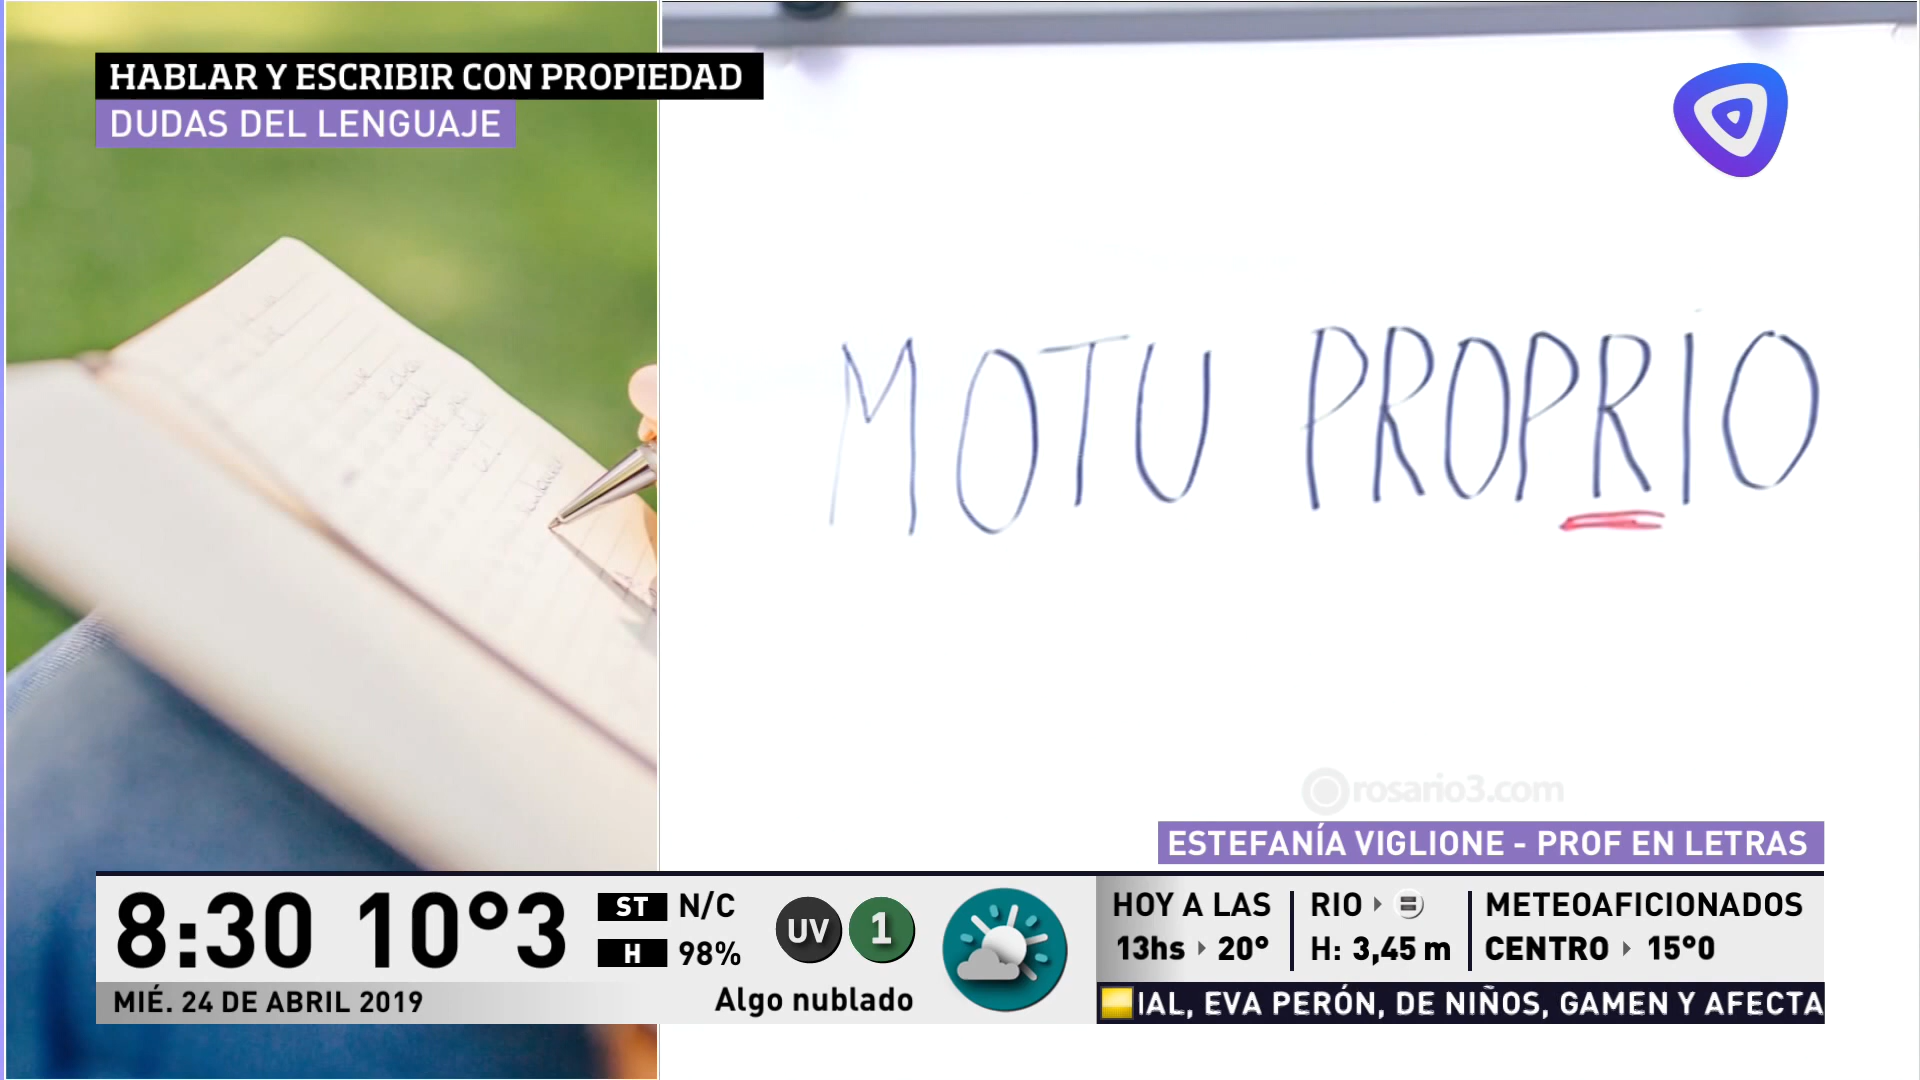 HABLAR Y ESCRIBIR CON PROPIEDAD
DUDAS DEL LENGUAJE
MOTU PROPRIO
rosario3.com
ESTEFANÍA VIGLIONE - PROF EN LETRAS
8:30 10°3
ST N/C
H 98%
UV 1
MIÉ. 24 DE ABRIL 2019
Algo nublado
HOY A LAS
13hs 20°
RIO =
H: 3,45 m
METEOAFICIONADOS
CENTRO 15°0
IAL, EVA PERÓN, DE NIÑOS, GAMEN Y AFECTA